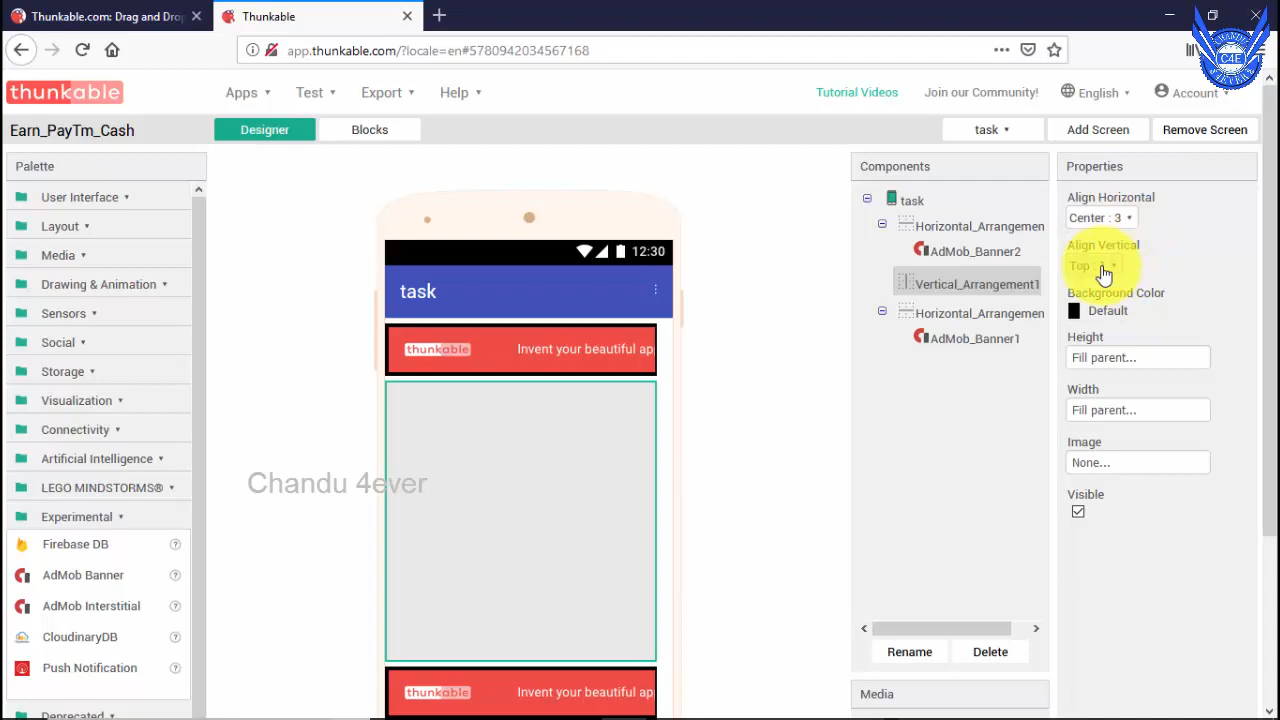 Thunkable.com: Drag and Drop
Thunkable
app.thunkable.com/?locale=en#5780942034567168
C4E
thunkable
Apps
Test
Export
Help
Tutorial Videos
Join our Community!
English
Account
Earn_PayTm_Cash
Designer
Blocks
task
Add Screen
Remove Screen
Palette
User Interface
Layout
Media
Drawing & Animation
Sensors
Social
Storage
Visualization
Connectivity
Artificial Intelligence
LEGO MINDSTORMS®
Experimental
Firebase DB
AdMob Banner
AdMob Interstitial
CloudinaryDB
Push Notification
Deprecated
12:30
task
thunkable Invent your beautiful ap
Chandu 4ever
thunkable Invent your beautiful ap
Components
task
Horizontal_Arrangemen
AdMob_Banner2
Vertical_Arrangement1
Horizontal_Arrangemen
AdMob_Banner1
Rename
Delete
Media
Properties
Align Horizontal
Center : 3
Align Vertical
Top
Background Color
Default
Height
Fill parent...
Width
Fill parent...
Image
None...
Visible